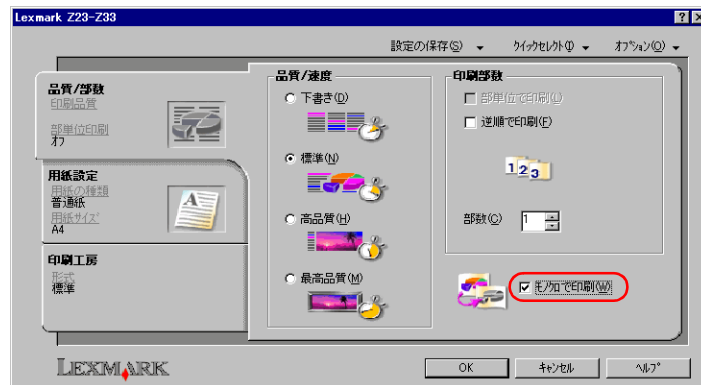 Lexmark Z23-Z33
設定の保存(S) ｸｲｯｸｾﾚｸﾄ(I) ｵﾌﾟｼｮﾝ(O)
品質/部数
印刷品質
部単位印刷
ｵﾌ
用紙設定
用紙の種類
普通紙
用紙ｻｲｽﾞ
A4
印刷工房
形式
標準
品質/速度
下書き(D)
標準(N)
高品質(H)
最高品質(M)
印刷部数
部単位で印刷(L)
逆順で印刷(F)
1 2 3
部数(C) 1
ﾓﾉｸﾛで印刷(W)
LEXMARK
OK ｷｬﾝｾﾙ ﾍﾙﾌﾟ